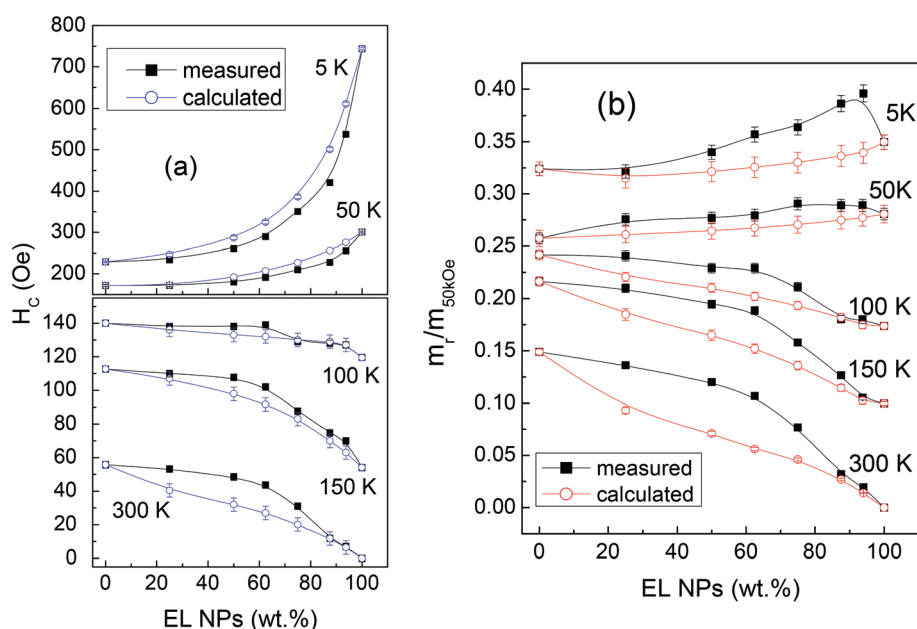 800
700
600
500
400
300
200
measured
calculated
5 K
(a)
50 K
H_C (Oe)
140
120
100
80
60
40
20
0
100 K
150 K
300 K
0 20 40 60 80 100
EL NPs (wt.%)
0.40
0.35
0.30
0.25
0.20
0.15
0.10
0.05
0.00
(b)
5K
50K
100 K
150 K
300 K
m_r/m_50kOe
measured
calculated
0 20 40 60 80 100
EL NPs (wt.%)